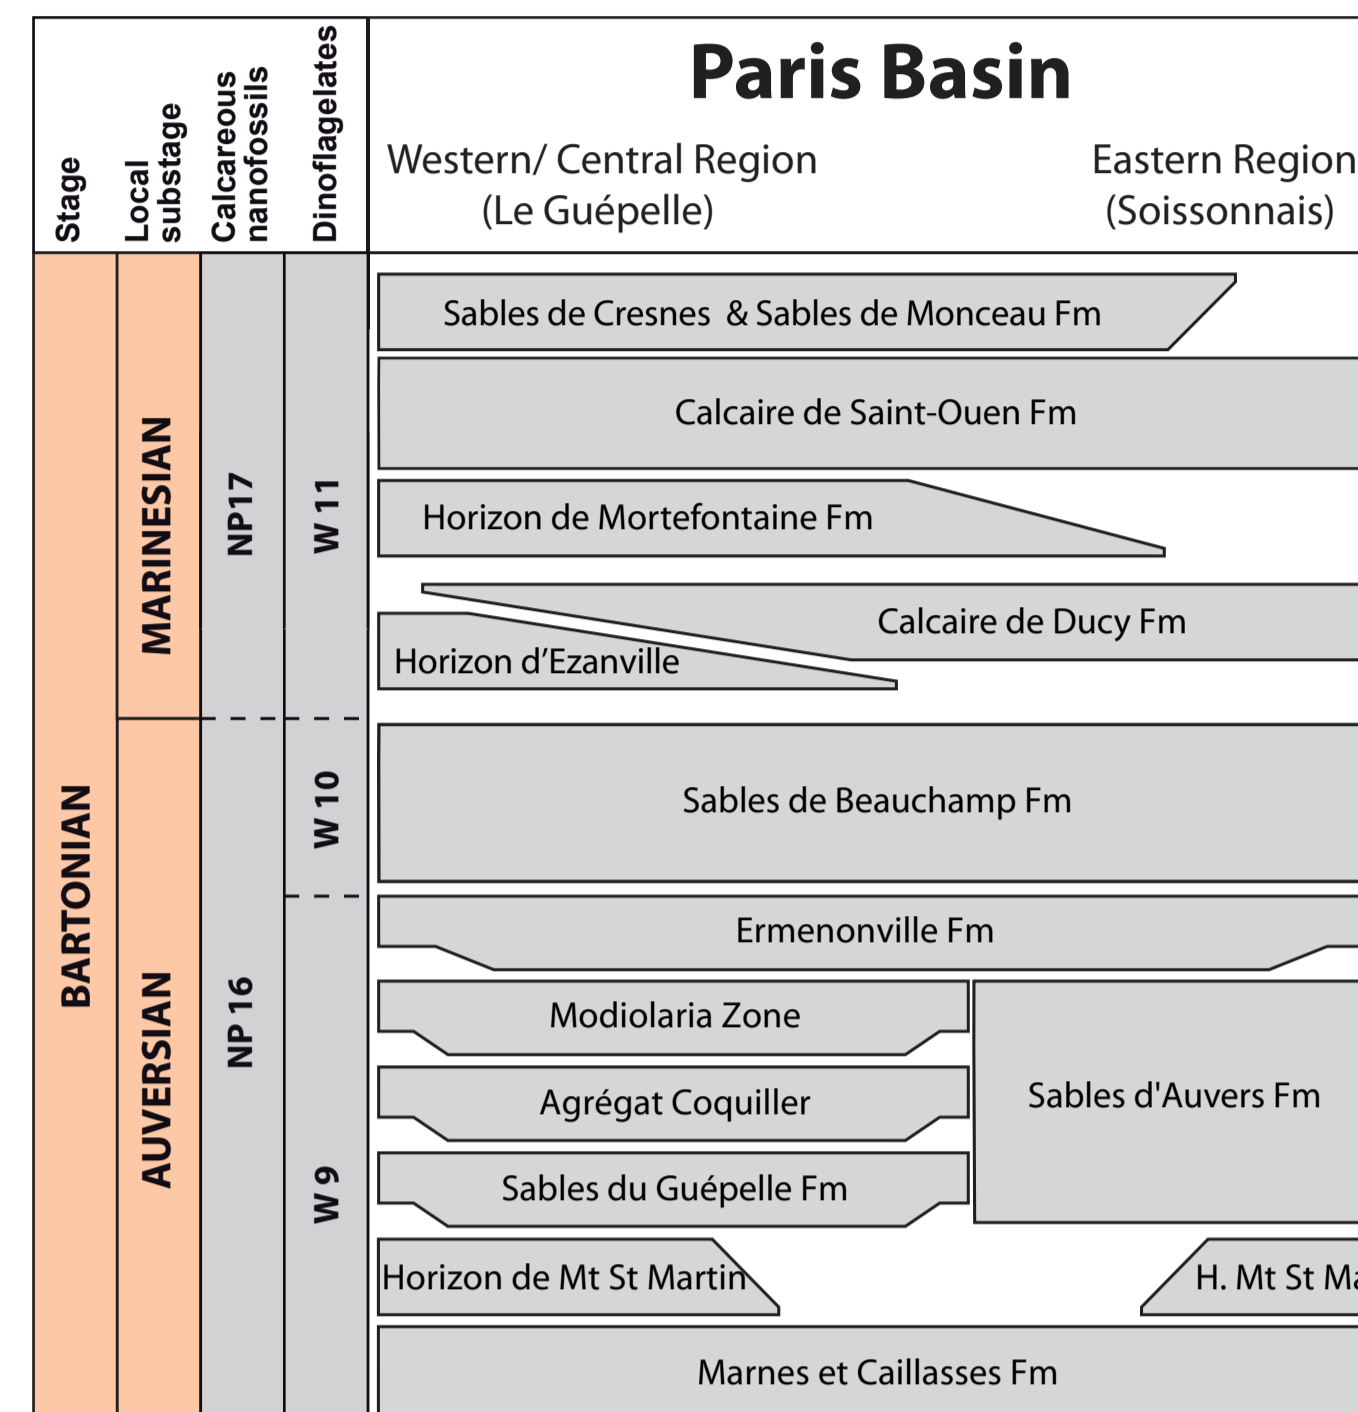 Stage
Local
substage
Calcareous
nanofossils
Dinoflagelates
Paris Basin
Western/ Central Region
(Le Guépelle)
Eastern Region
(Soissonnais)
BARTONIAN
MARINESIAN
AUVERSIAN
NP17
NP 16
W 11
W 10
W 9
Sables de Cresnes & Sables de Monceau Fm
Calcaire de Saint-Ouen Fm
Horizon de Mortefontaine Fm
Calcaire de Ducy Fm
Horizon d’Ezanville
Sables de Beauchamp Fm
Ermenonville Fm
Modiolaria Zone
Agrégat Coquiller
Sables du Guépelle Fm
Sables d'Auvers Fm
Horizon de Mt St Martin
H. Mt St Ma
Marnes et Caillasses Fm